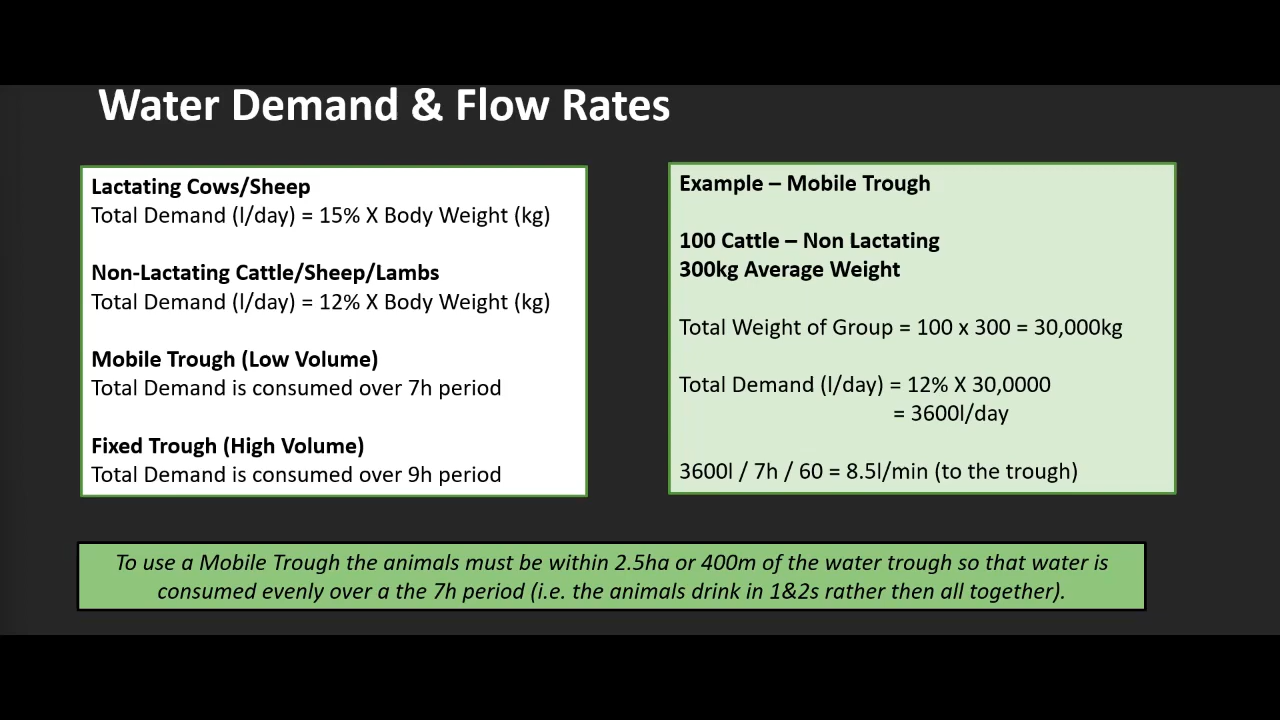 Water Demand & Flow Rates
Lactating Cows/Sheep
Total Demand (l/day) = 15% X Body Weight (kg)
Non-Lactating Cattle/Sheep/Lambs
Total Demand (l/day) = 12% X Body Weight (kg)
Mobile Trough (Low Volume)
Total Demand is consumed over 7h period
Fixed Trough (High Volume)
Total Demand is consumed over 9h period
Example – Mobile Trough
100 Cattle – Non Lactating
300kg Average Weight
Total Weight of Group = 100 x 300 = 30,000kg
Total Demand (l/day) = 12% X 30,0000
= 3600l/day
3600l / 7h / 60 = 8.5l/min (to the trough)
To use a Mobile Trough the animals must be within 2.5ha or 400m of the water trough so that water is
consumed evenly over a the 7h period (i.e. the animals drink in 1&2s rather then all together).